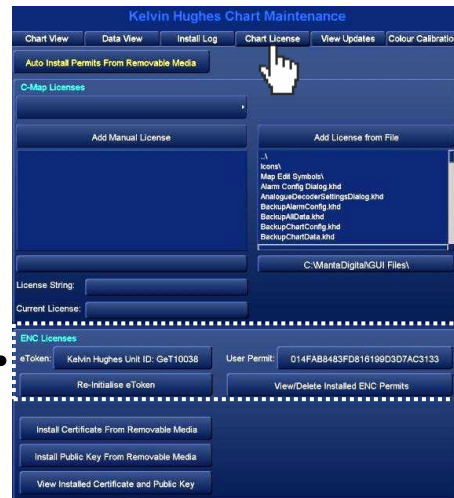 Kelvin Hughes Chart Maintenance
Chart View Data View Install Log Chart License View Updates Colour Calibratio
Auto Install Permits From Removable Media
C-Map Licenses
Add Manual License Add License from File
..\
Icons\
Map Edit Symbols\
Alarm Config Dialog.khd
AnalogueDecoderSettingsDialog.khd
BackupAlarmConfig.khd
BackupAllData.khd
BackupChartConfig.khd
BackupChartData.khd
C:\MantaDigital\GUI Files\
License String:
Current License:
ENC Licenses
eToken: Kelvin Hughes Unit ID: GeT10038 User Permit: 014FAB8483FD816199D3D7AC3133
Re-Initialise eToken View/Delete Installed ENC Permits
Install Certificate From Removable Media
Install Public Key From Removable Media
View Installed Certificate and Public Key